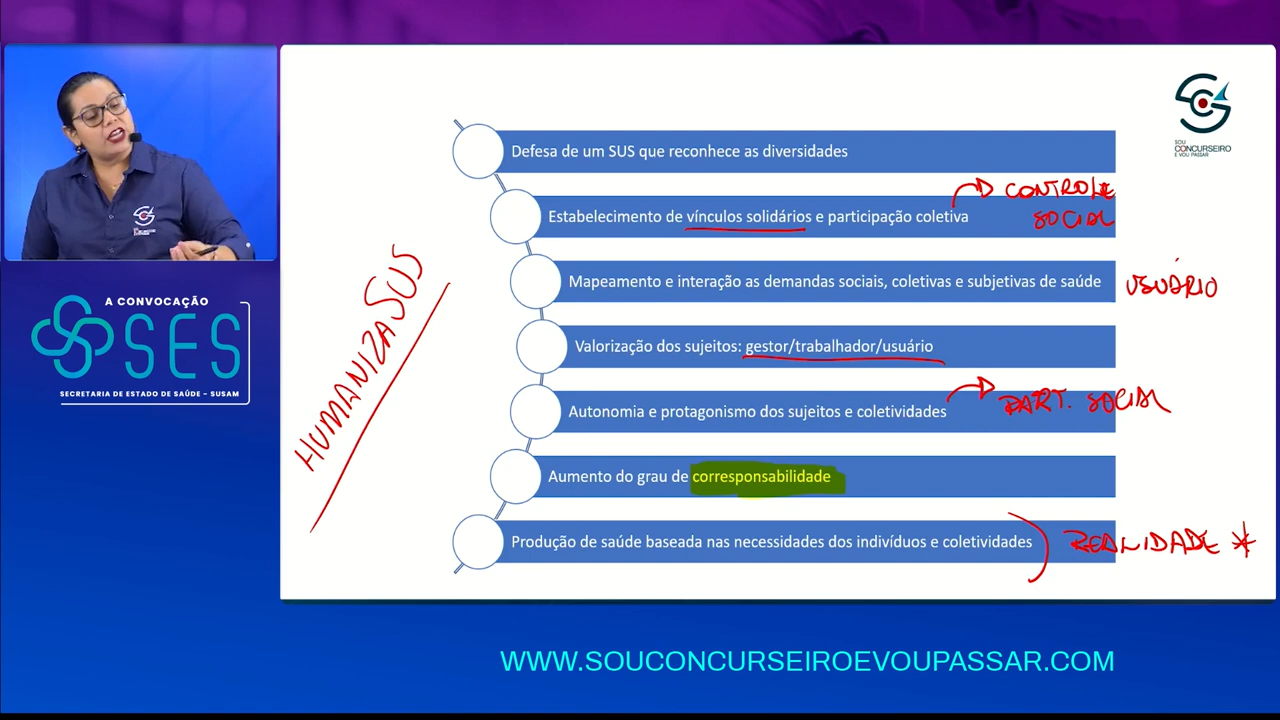 SOU
CONCURSEIRO
E VOU PASSAR
Defesa de um SUS que reconhece as diversidades
CONTROLE
SOCIAL
Estabelecimento de vínculos solidários e participação coletiva
Mapeamento e interação as demandas sociais, coletivas e subjetivas de saúde
USUÁRIO
HUMANIZASUS
A CONVOCAÇÃO
SES
SECRETARIA DE ESTADO DE SAÚDE - SUSAM
Valorização dos sujeitos: gestor/trabalhador/usuário
Autonomia e protagonismo dos sujeitos e coletividades
PART. SOCIAL
Aumento do grau de corresponsabilidade
Produção de saúde baseada nas necessidades dos indivíduos e coletividades
REALIDADE *
WWW.SOUCONCURSEIROEVOUPASSAR.COM